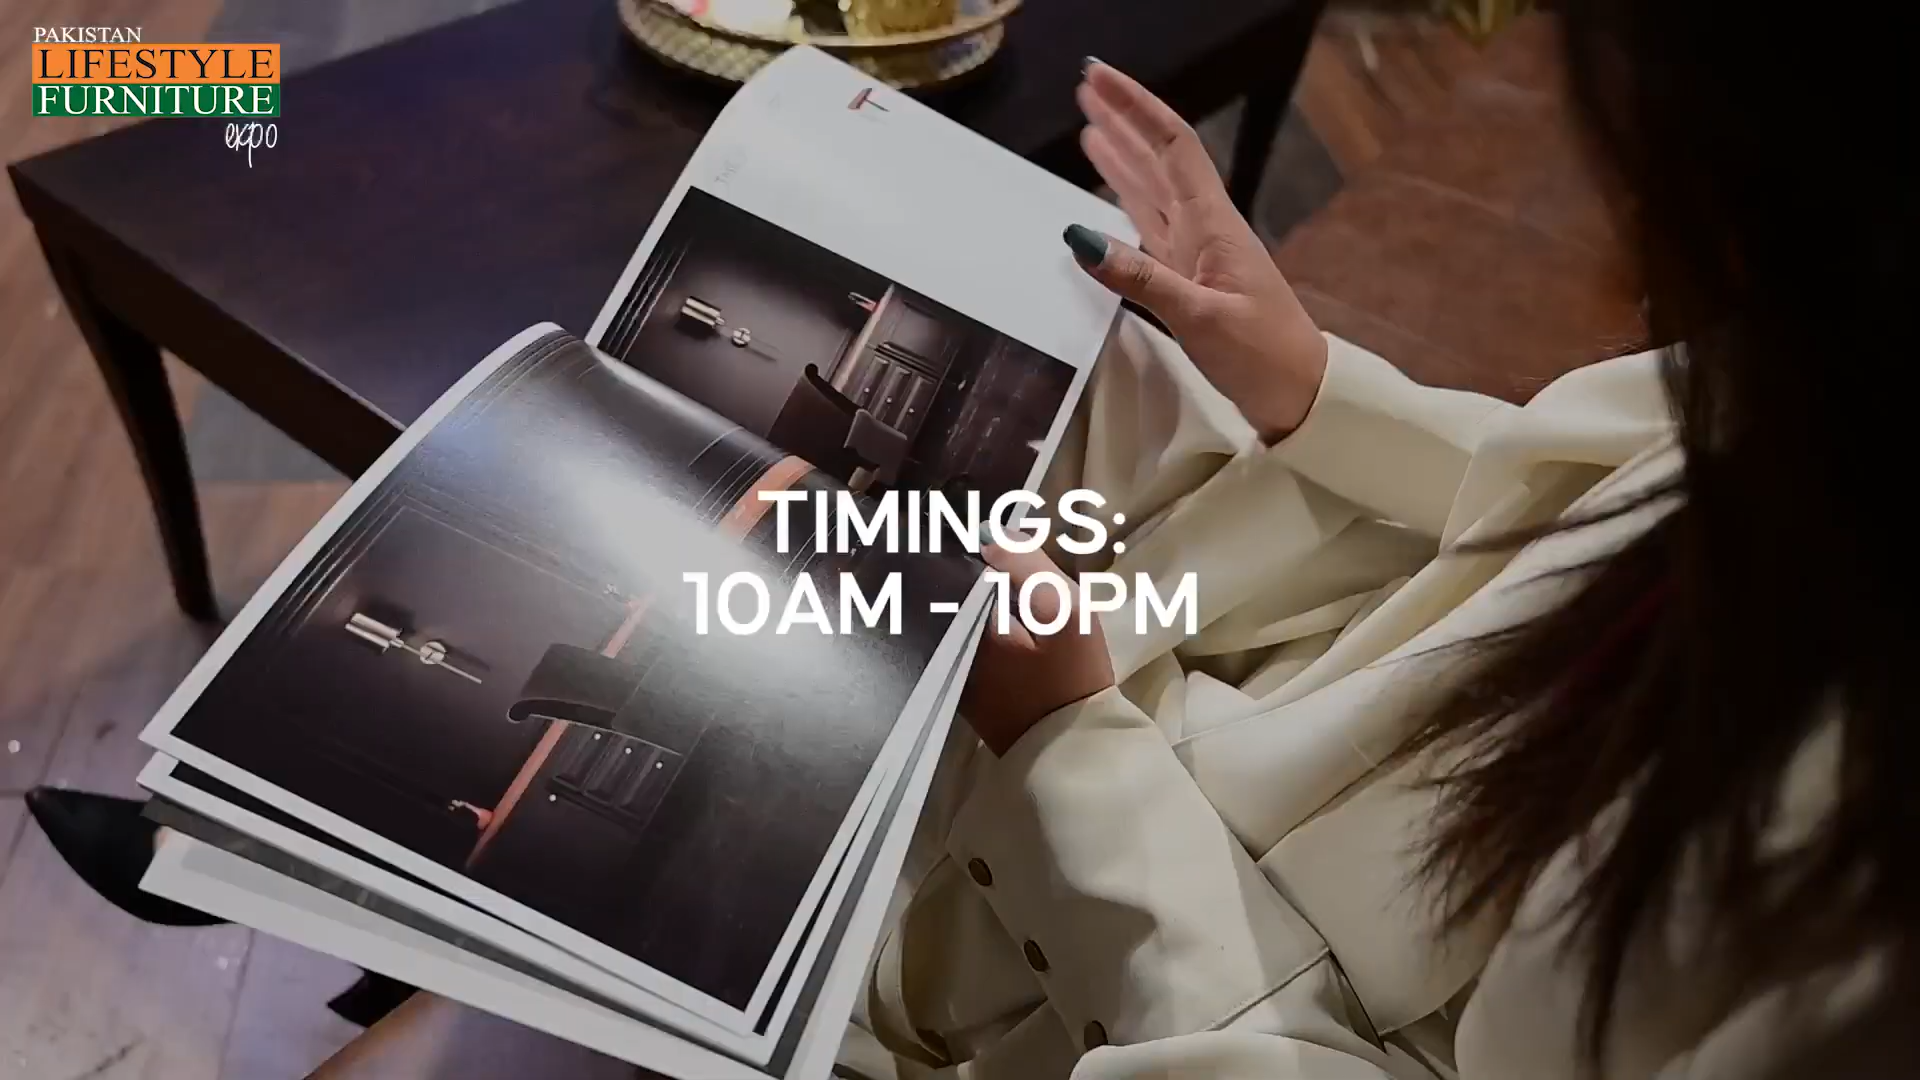 PAKISTAN
LIFESTYLE
FURNITURE
expo
TIMINGS:
10AM - 10PM